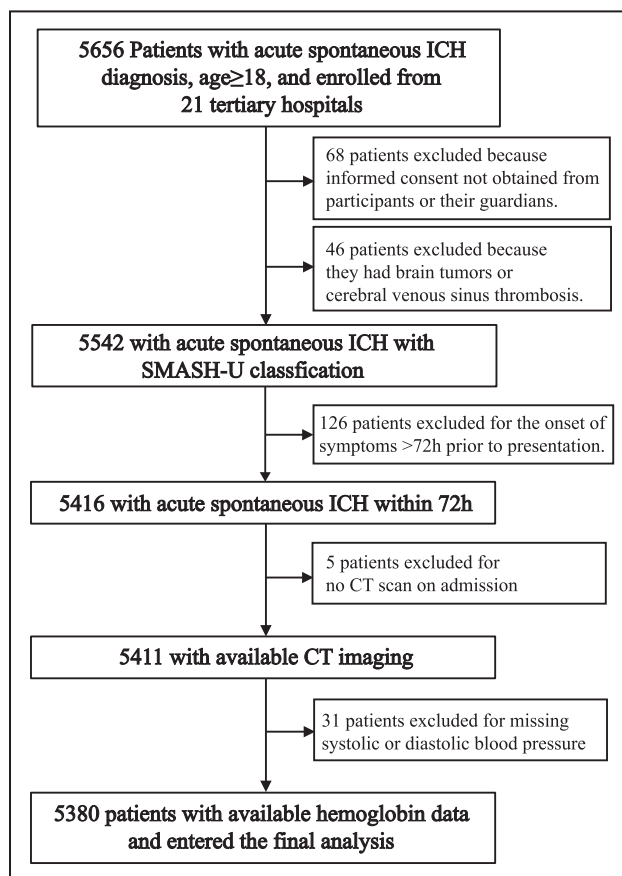 5656 Patients with acute spontaneous ICH
diagnosis, age≥18, and enrolled from
21 tertiary hospitals
68 patients excluded because
informed consent not obtained from
participants or their guardians.
46 patients excluded because
they had brain tumors or
cerebral venous sinus thrombosis.
5542 with acute spontaneous ICH with
SMASH-U classfication
126 patients excluded for the onset of
symptoms >72h prior to presentation.
5416 with acute spontaneous ICH within 72h
5 patients excluded for
no CT scan on admission
5411 with available CT imaging
31 patients excluded for missing
systolic or diastolic blood pressure
5380 patients with available hemoglobin data
and entered the final analysis